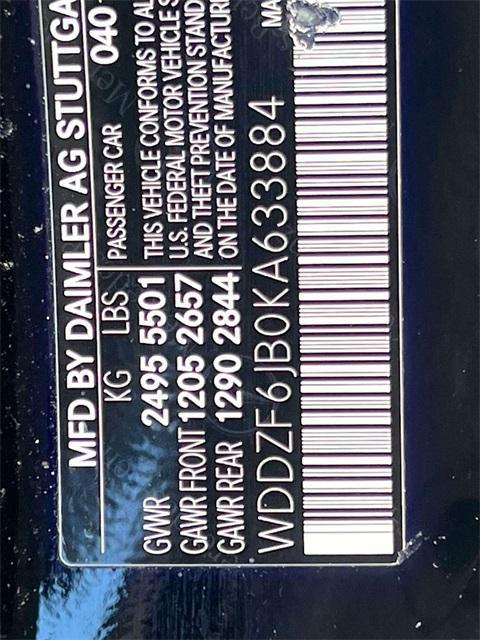 MFD BY DAIMLER AG STUTTGA
040
KG LBS
GVWR 2495 5501
GAWR FRONT 1205 2657
GAWR REAR 1290 2844
PASSENGER CAR
THIS VEHICLE CONFORMS TO AL
U.S. FEDERAL MOTOR VEHICLE S
AND THEFT PREVENTION STAND
ON THE DATE OF MANUFACTUR
WDDZF6JB0KA633884
MA